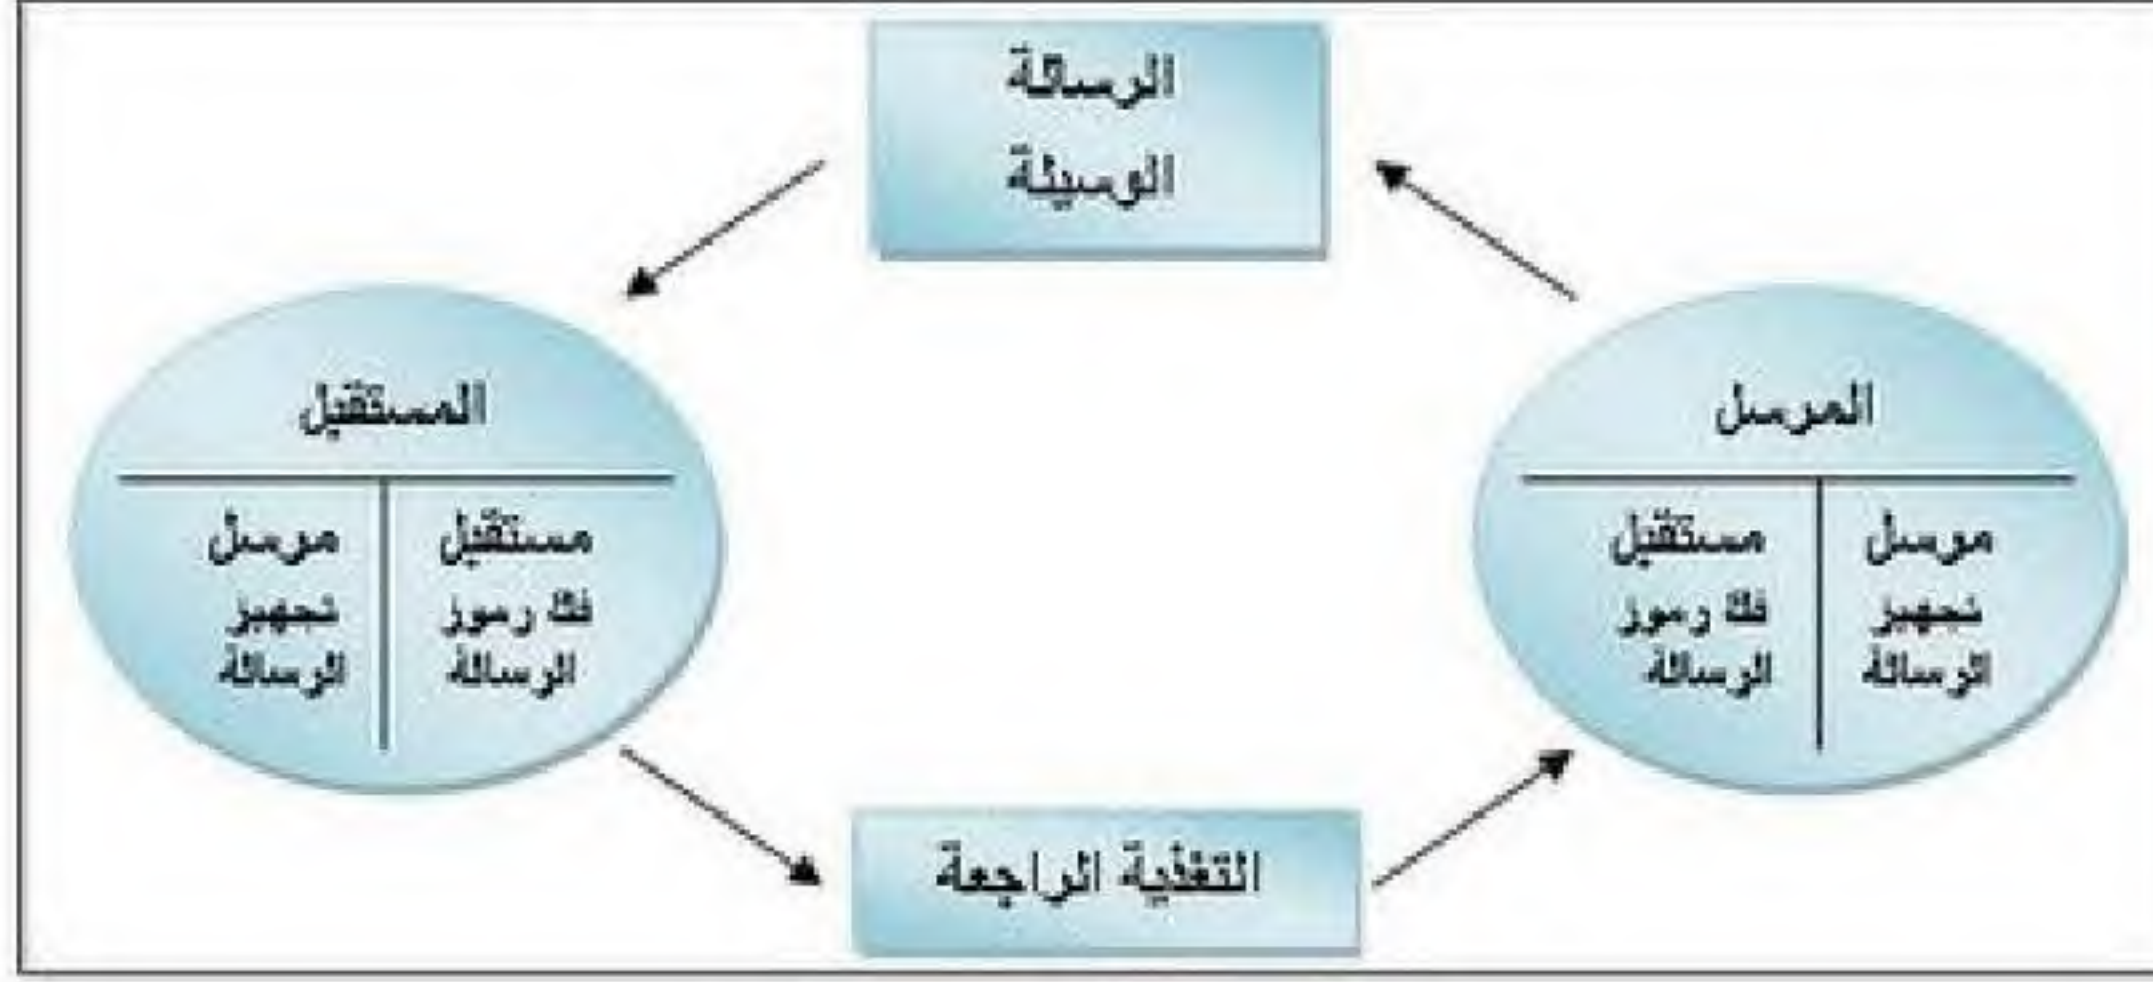 الرسالة
الوسيلة
المرسل
مرسل
تجهيز
الرسالة
مستقبل
فك رموز
الرسالة
المستقبل
مستقبل
فك رموز
الرسالة
مرسل
تجهيز
الرسالة
التغذية الراجعة